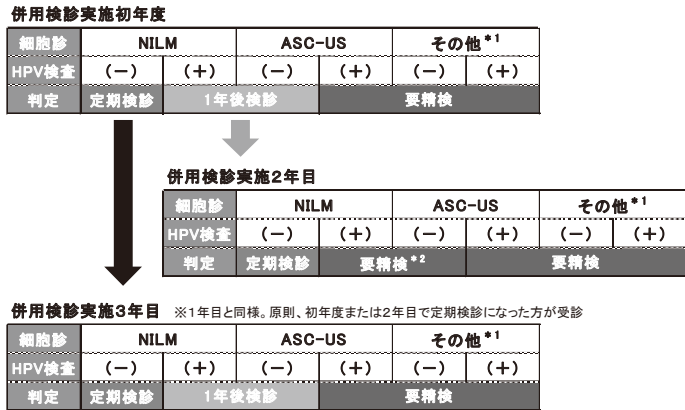 併用検診実施初年度
細胞診 NILM ASC-US その他*1
HPV検査 (－) (＋) (－) (＋) (－) (＋)
判定 定期検診 1年後検診 要精検
併用検診実施2年目
細胞診 NILM ASC-US その他*1
HPV検査 (－) (＋) (－) (＋) (－) (＋)
判定 定期検診 要精検*2 要精検
併用検診実施3年目 ※1年目と同様。原則、初年度または2年目で定期検診になった方が受診
細胞診 NILM ASC-US その他*1
HPV検査 (－) (＋) (－) (＋) (－) (＋)
判定 定期検診 1年後検診 要精検